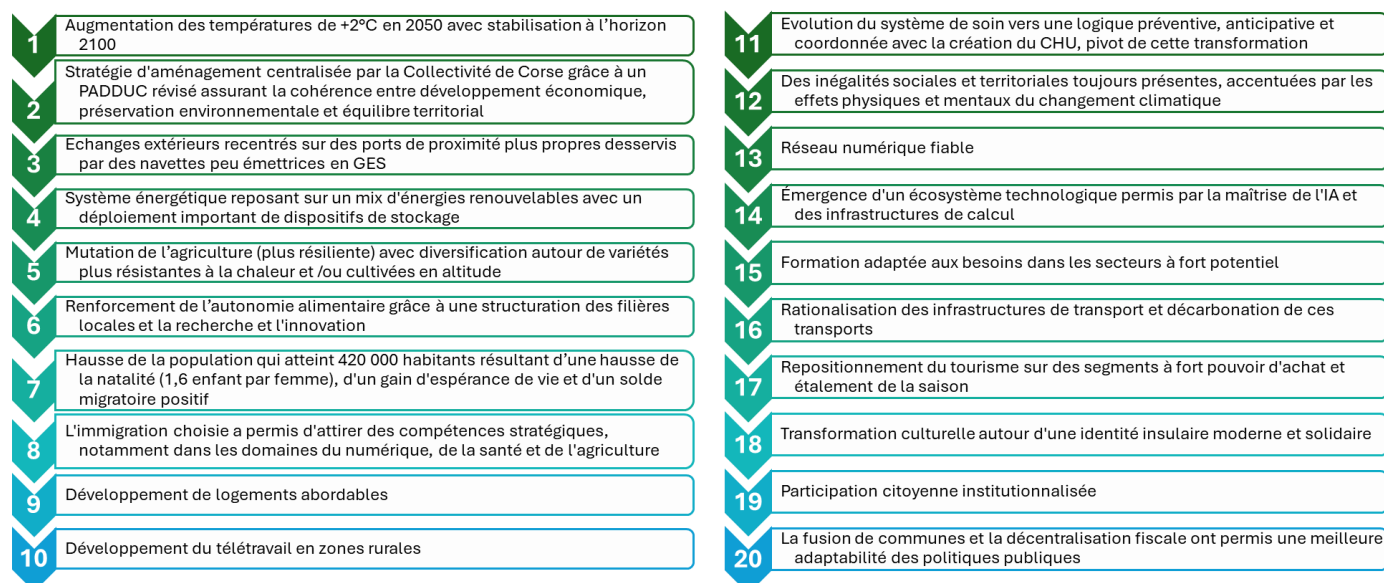 1
Augmentation des températures de +2°C en 2050 avec stabilisation à l'horizon
2100
2
Stratégie d'aménagement centralisée par la Collectivité de Corse grâce à un
PADDUC révisé assurant la cohérence entre développement économique,
préservation environnementale et équilibre territorial
3
Echanges extérieurs recentrés sur des ports de proximité plus propres desservis
par des navettes peu émettrices en GES
4
Système énergétique reposant sur un mix d'énergies renouvelables avec un
déploiement important de dispositifs de stockage
5
Mutation de l'agriculture (plus résiliente) avec diversification autour de variétés
plus résistantes à la chaleur et /ou cultivées en altitude
6
Renforcement de l'autonomie alimentaire grâce à une structuration des filières
locales et la recherche et l'innovation
7
Hausse de la population qui atteint 420 000 habitants résultant d'une hausse de
la natalité (1,6 enfant par femme), d'un gain d'espérance de vie et d'un solde
migratoire positif
8
L'immigration choisie a permis d'attirer des compétences stratégiques,
notamment dans les domaines du numérique, de la santé et de l'agriculture
9
Développement de logements abordables
10
Développement du télétravail en zones rurales
11
Evolution du système de soin vers une logique préventive, anticipative et
coordonnée avec la création du CHU, pivot de cette transformation
12
Des inégalités sociales et territoriales toujours présentes, accentuées par les
effets physiques et mentaux du changement climatique
13
Réseau numérique fiable
14
Émergence d'un écosystème technologique permis par la maîtrise de l'IA et
des infrastructures de calcul
15
Formation adaptée aux besoins dans les secteurs à fort potentiel
16
Rationalisation des infrastructures de transport et décarbonation de ces
transports
17
Repositionnement du tourisme sur des segments à fort pouvoir d'achat et
étalement de la saison
18
Transformation culturelle autour d'une identité insulaire moderne et solidaire
19
Participation citoyenne institutionnalisée
20
La fusion de communes et la décentralisation fiscale ont permis une meilleure
adaptabilité des politiques publiques